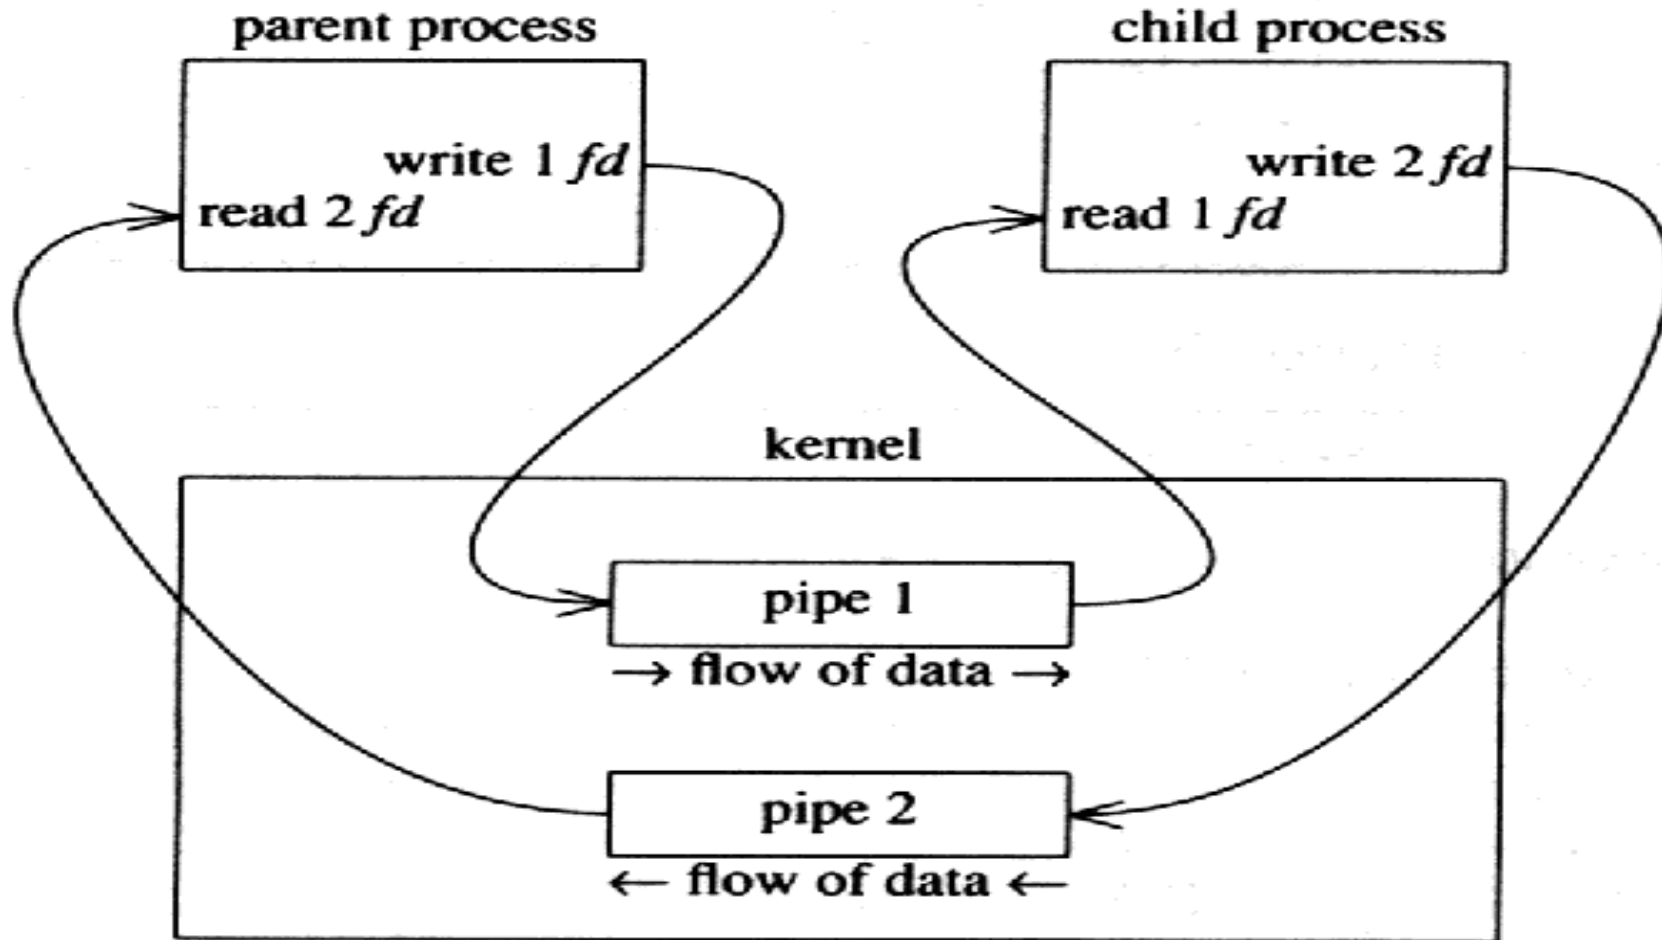 parent process
child process
write 1 fd
read 2 fd
write 2 fd
read 1 fd
kernel
pipe 1
→ flow of data →
pipe 2
← flow of data ←